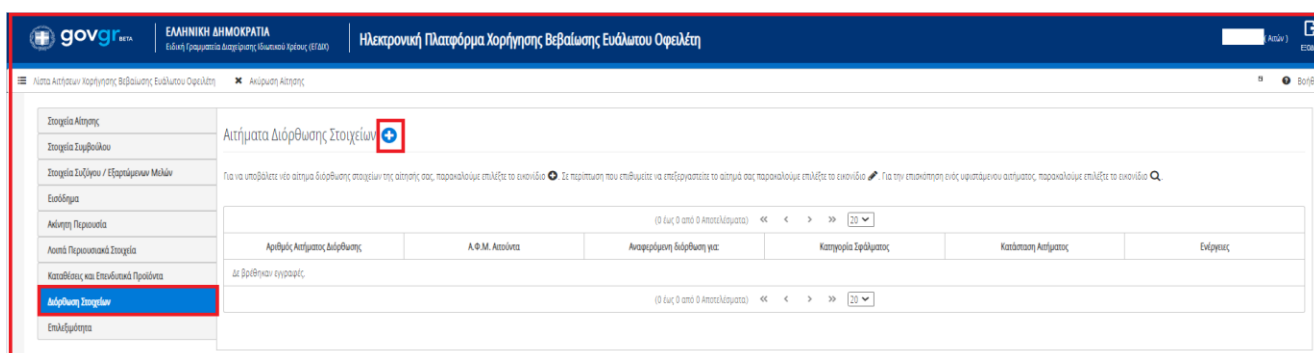 govgr BETA
ΕΛΛΗΝΙΚΗ ΔΗΜΟΚΡΑΤΙΑ
Ειδική Γραμματεία Διαχείρισης Ιδιωτικού Χρέους (ΕΓΔΙΧ)
Ηλεκτρονική Πλατφόρμα Χορήγησης Βεβαίωσης Ευάλωτου Οφειλέτη
( Αιτών )
Λίστα Αιτήσεων Χορήγησης Βεβαίωσης Ευάλωτου Οφειλέτη
Ακύρωση Αίτησης
Στοιχεία Αίτησης
Στοιχεία Συμβούλου
Στοιχεία Συζύγου / Εξαρτώμενων Μελών
Εισόδημα
Ακίνητη Περιουσία
Λοιπά Περιουσιακά Στοιχεία
Καταθέσεις και Επενδυτικά Προϊόντα
Διόρθωση Στοιχείων
Επιλεξιμότητα
Αιτήματα Διόρθωσης Στοιχείων
Για να υποβάλετε νέο αίτημα διόρθωσης στοιχείων της αίτησής σας, παρακαλούμε επιλέξτε το εικονίδιο . Σε περίπτωση που επιθυμείτε να επεξεργαστείτε το αίτημά σας παρακαλούμε επιλέξτε το εικονίδιο . Για την επισκόπηση ενός υφιστάμενου αιτήματος, παρακαλούμε επιλέξτε το εικονίδιο .
(0 έως 0 από 0 Αποτελέσματα) 20
Αριθμός Αιτήματος Διόρθωσης Α.Φ.Μ. Αιτούντα Αναφερόμενη διόρθωση για: Κατηγορία Σφάλματος Κατάσταση Αιτήματος Ενέργειες
Δε βρέθηκαν εγγραφές.
(0 έως 0 από 0 Αποτελέσματα) 20